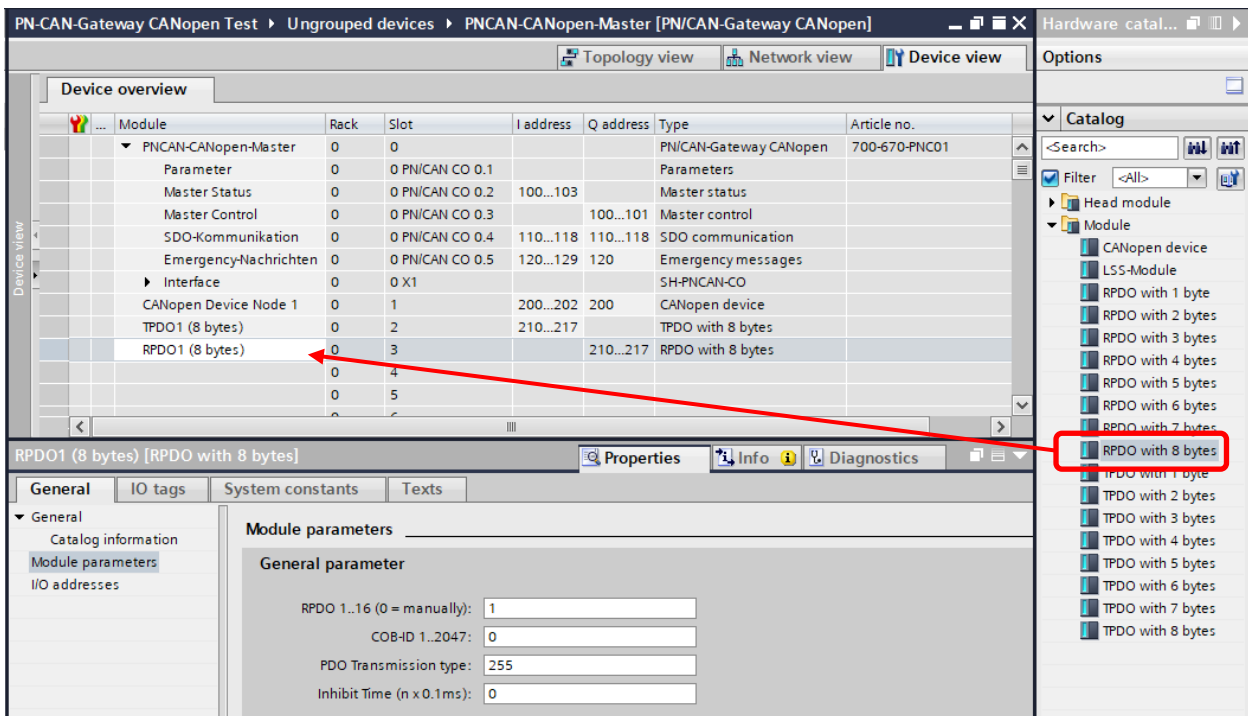 PN-CAN-Gateway CANopen Test ▸ Ungrouped devices ▸ PNCAN-CANopen-Master [PN/CAN-Gateway CANopen]
Topology view Network view Device view
Device overview
... Module Rack Slot I address Q address Type Article no.
PNCAN-CANopen-Master 0 0 PN/CAN-Gateway CANopen 700-670-PNC01
Parameter 0 0 PN/CAN CO 0.1 Parameters
Master Status 0 0 PN/CAN CO 0.2 100...103 Master status
Master Control 0 0 PN/CAN CO 0.3 100...101 Master control
SDO-Kommunikation 0 0 PN/CAN CO 0.4 110...118 110...118 SDO communication
Emergency-Nachrichten 0 0 PN/CAN CO 0.5 120...129 120 Emergency messages
Interface 0 0 X1 SH-PNCAN-CO
CANopen Device Node 1 0 1 200...202 200 CANopen device
TPDO1 (8 bytes) 0 2 210...217 TPDO with 8 bytes
RPDO1 (8 bytes) 0 3 210...217 RPDO with 8 bytes
0 4
0 5
Device view
RPDO1 (8 bytes) [RPDO with 8 bytes]
Properties Info Diagnostics
General IO tags System constants Texts
General
Catalog information
Module parameters
I/O addresses
Module parameters
General parameter
RPDO 1..16 (0 = manually): 1
COB-ID 1..2047: 0
PDO Transmission type: 255
Inhibit Time (n x 0.1ms): 0
Hardware catal...
Options
Catalog
<Search>
Filter <All>
Head module
Module
CANopen device
LSS-Module
RPDO with 1 byte
RPDO with 2 bytes
RPDO with 3 bytes
RPDO with 4 bytes
RPDO with 5 bytes
RPDO with 6 bytes
RPDO with 7 bytes
RPDO with 8 bytes
TPDO with 1 byte
TPDO with 2 bytes
TPDO with 3 bytes
TPDO with 4 bytes
TPDO with 5 bytes
TPDO with 6 bytes
TPDO with 7 bytes
TPDO with 8 bytes